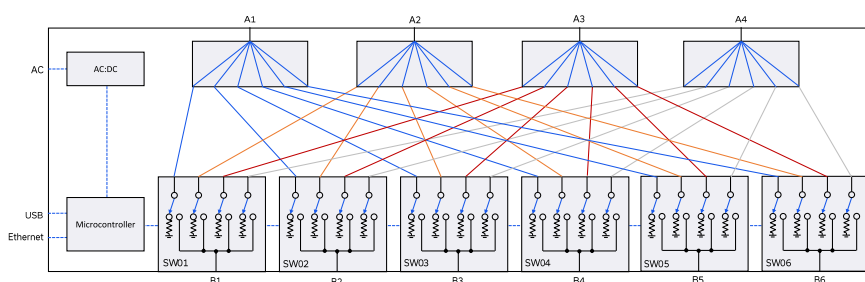 A1 A2 A3 A4
AC
AC:DC
USB
Ethernet
Microcontroller
SW01 SW02 SW03 SW04 SW05 SW06
B1 B2 B3 B4 B5 B6